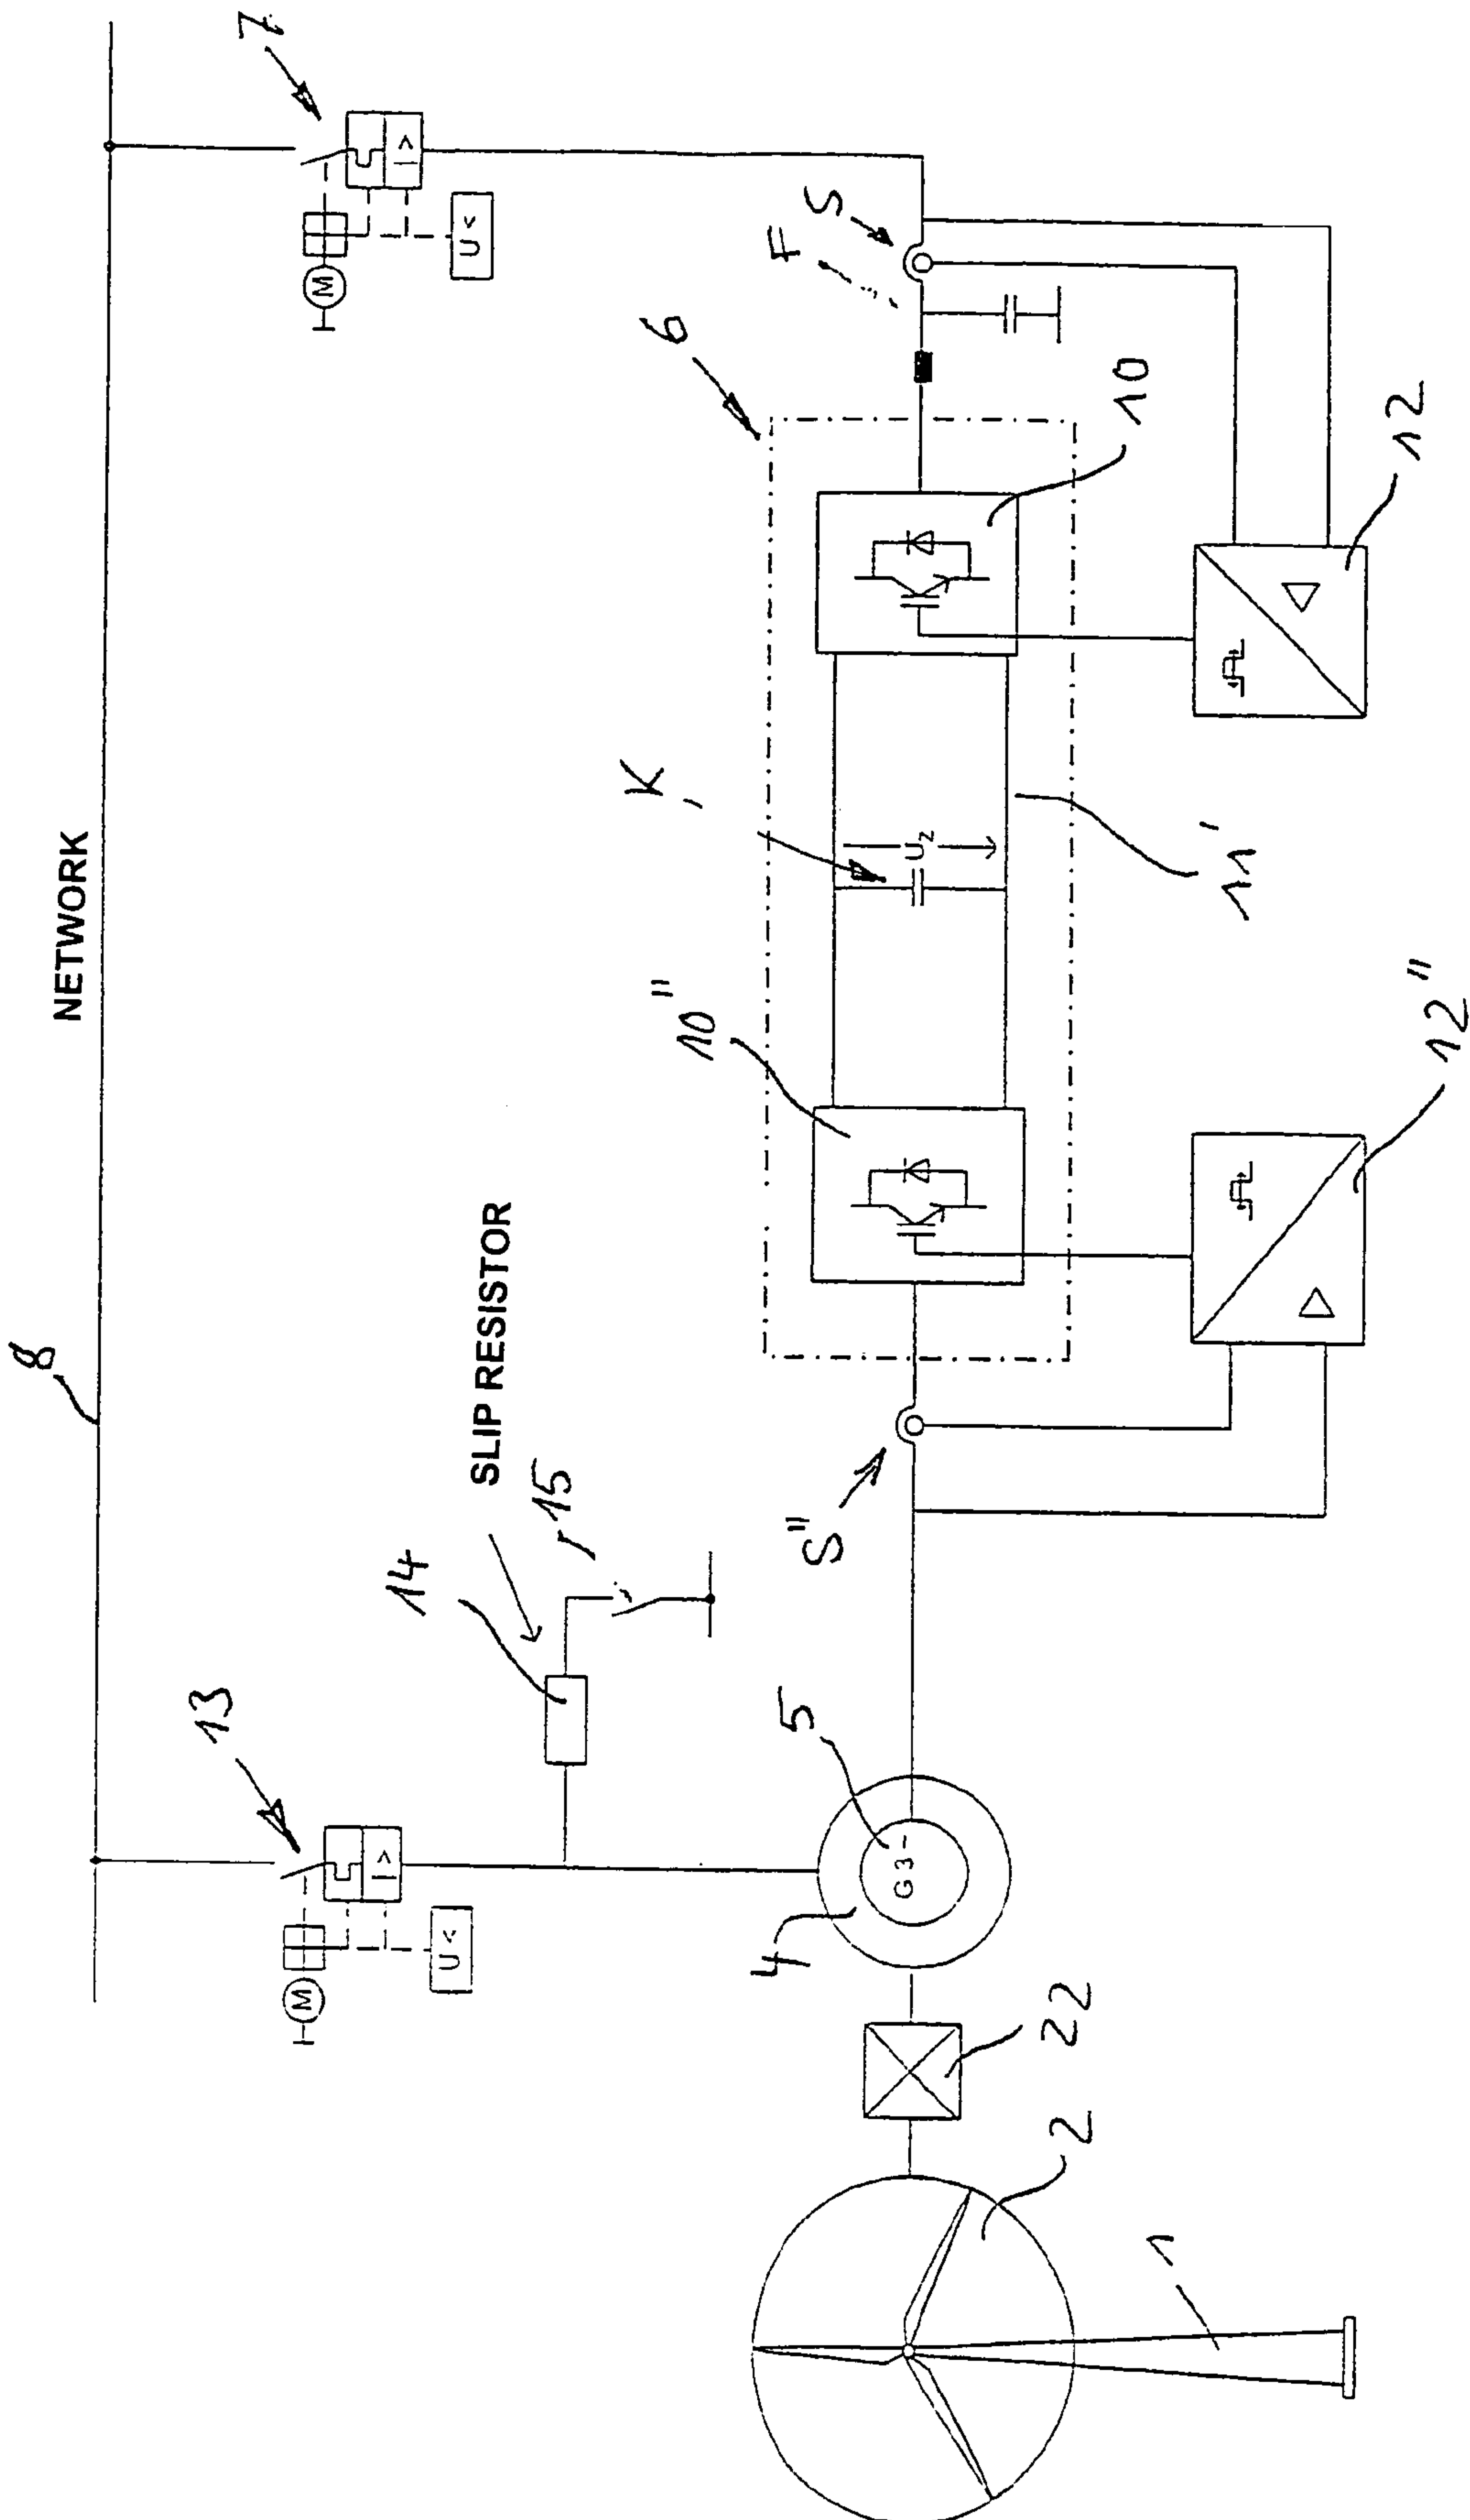 NETWORK
8
7
13
SLIP RESISTOR
14
15
M
I>
U<
M
I>
U<
6
F
S
K
10"
10
U_Z
11'
5
4
G 3~
S"
12"
12
22
2
1